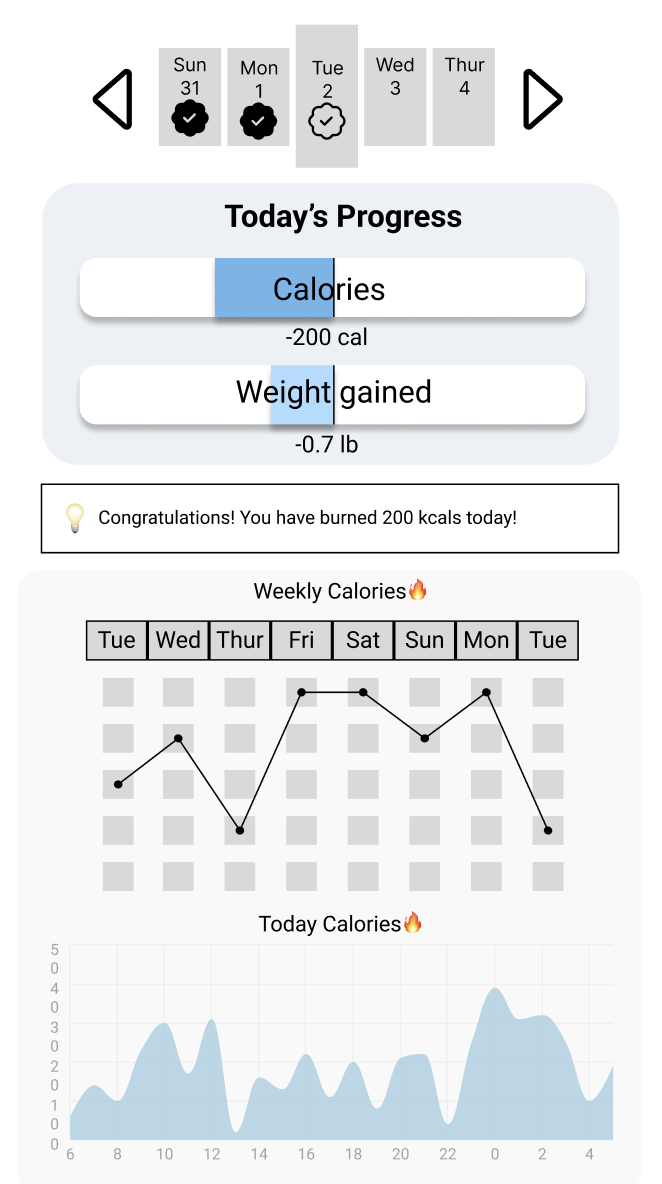 Sun Mon Tue Wed Thur
31 1 2 3 4
Today's Progress
Calories
-200 cal
Weight gained
-0.7 lb
Congratulations! You have burned 200 kcals today!
Weekly Calories🔥
Tue Wed Thur Fri Sat Sun Mon Tue
Today Calories🔥
5
0
4
0
3
0
2
0
1
0
0
6 8 10 12 14 16 18 20 22 0 2 4